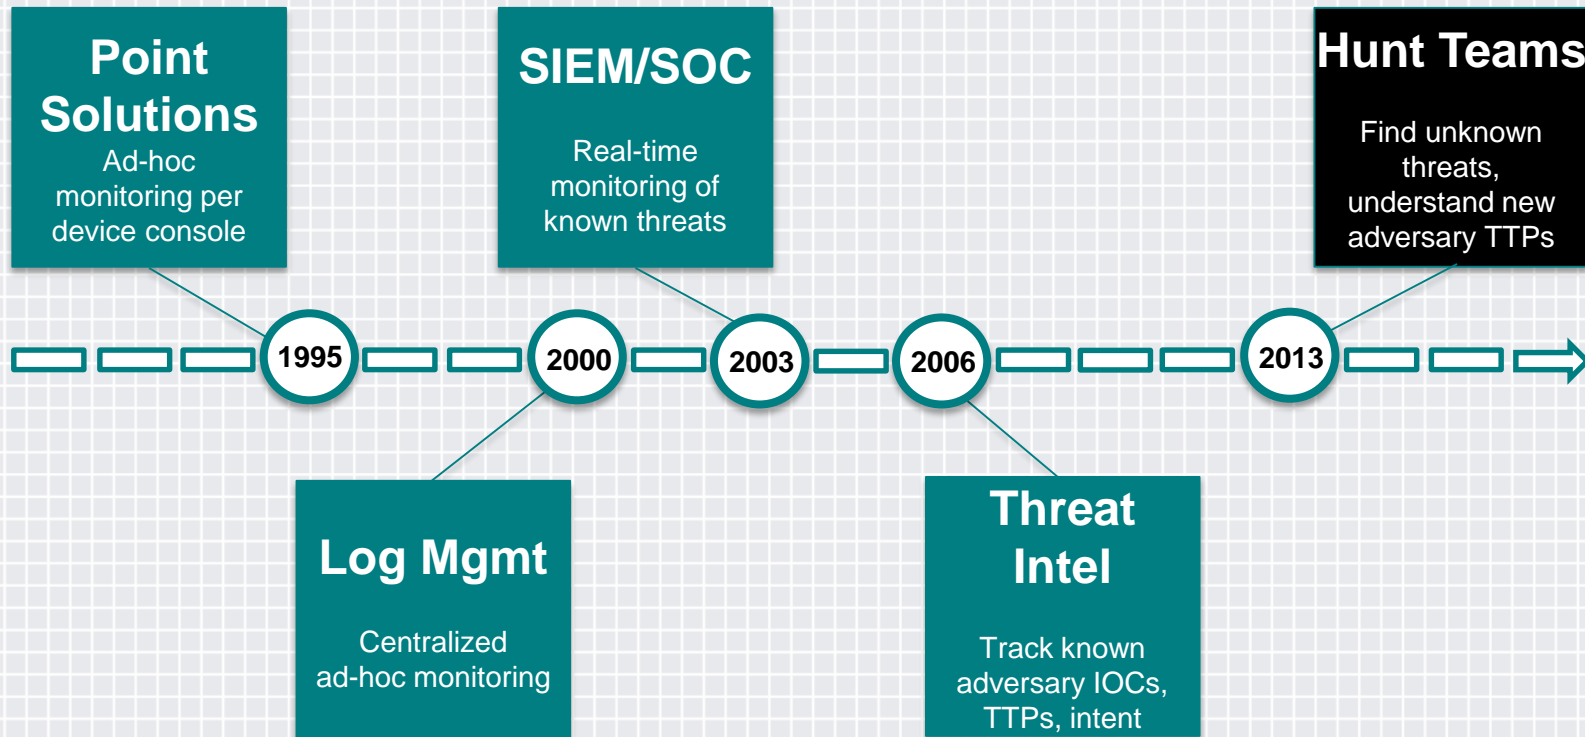 Point
Solutions
Ad-hoc
monitoring per
device console
SIEM/SOC
Real-time
monitoring of
known threats
Hunt Teams
Find unknown
threats,
understand new
adversary TTPs
1995
2000
2003
2006
2013
Log Mgmt
Centralized
ad-hoc monitoring
Threat
Intel
Track known
adversary IOCs,
TTPs, intent